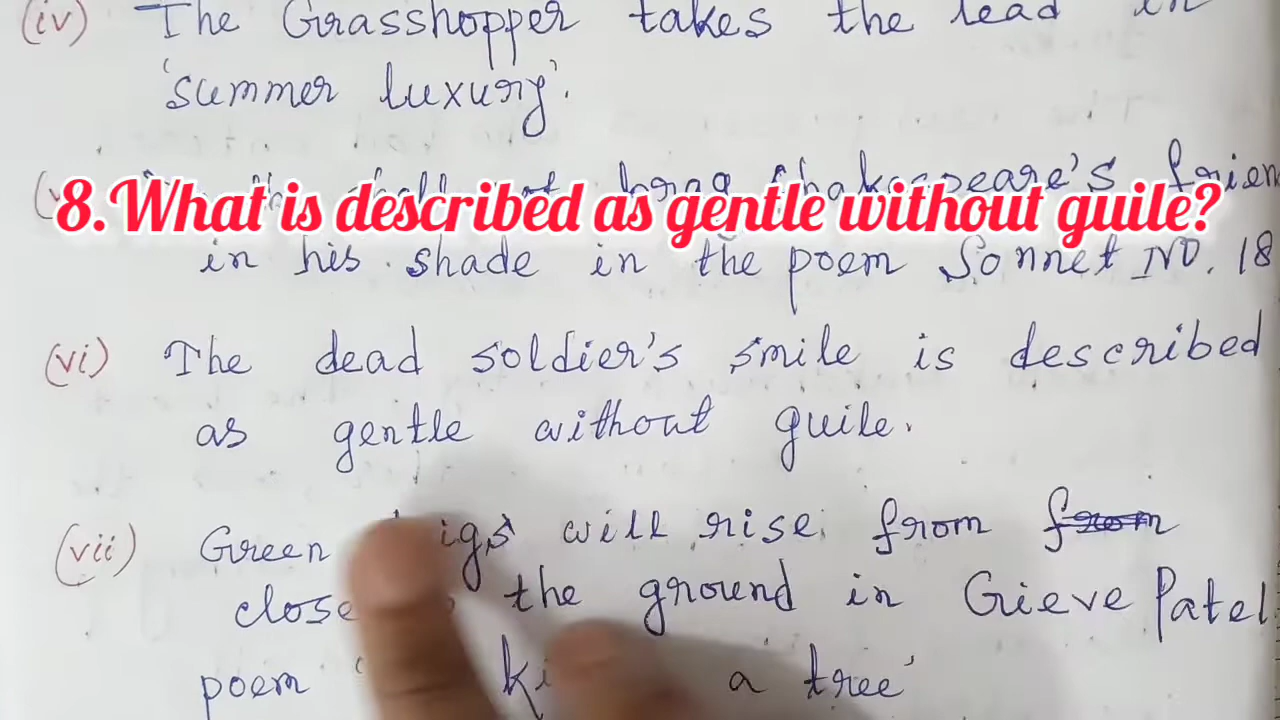 (iv) The Grasshopper takes the lead in
'summer luxury'.
8.What is described as gentle without guile?
brag Shakespeare's
in his shade in the poem Sonnet NO. 18
(vi) The dead soldier's smile is described
as gentle without guile.
(vii) Green will rise from
close the ground in Gieve Patel
poem a tree'